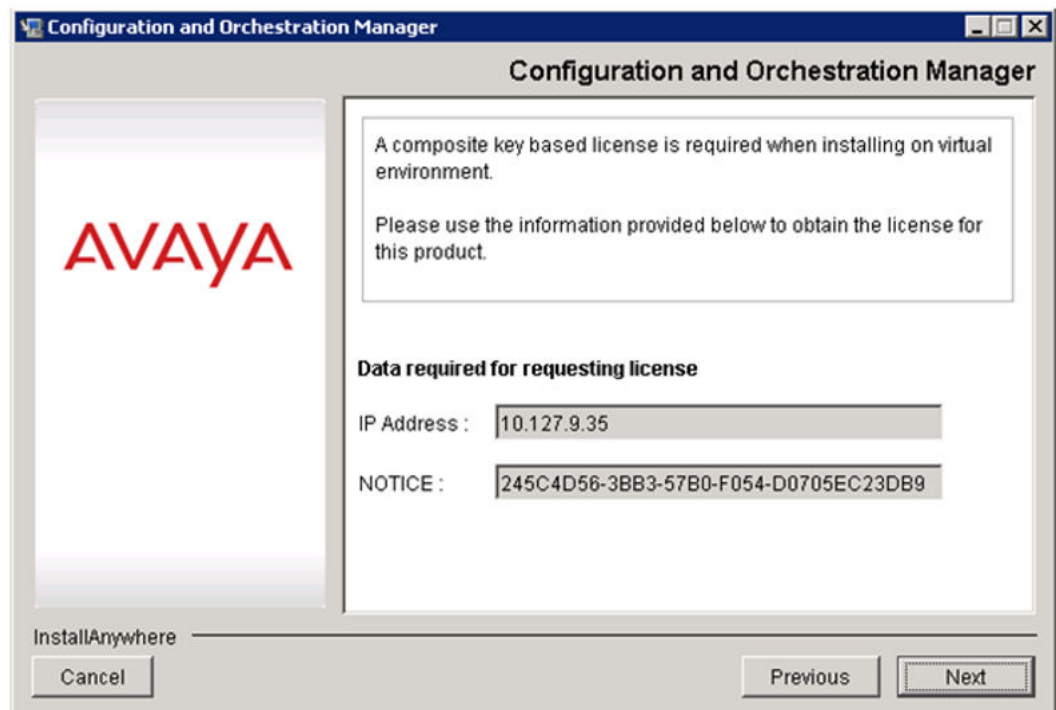 Configuration and Orchestration Manager
Configuration and Orchestration Manager
AVAYA
A composite key based license is required when installing on virtual
environment.
Please use the information provided below to obtain the license for
this product.
Data required for requesting license
IP Address : 10.127.9.35
NOTICE : 245C4D56-3BB3-57B0-F054-D0705EC23DB9
InstallAnywhere
Cancel Previous Next